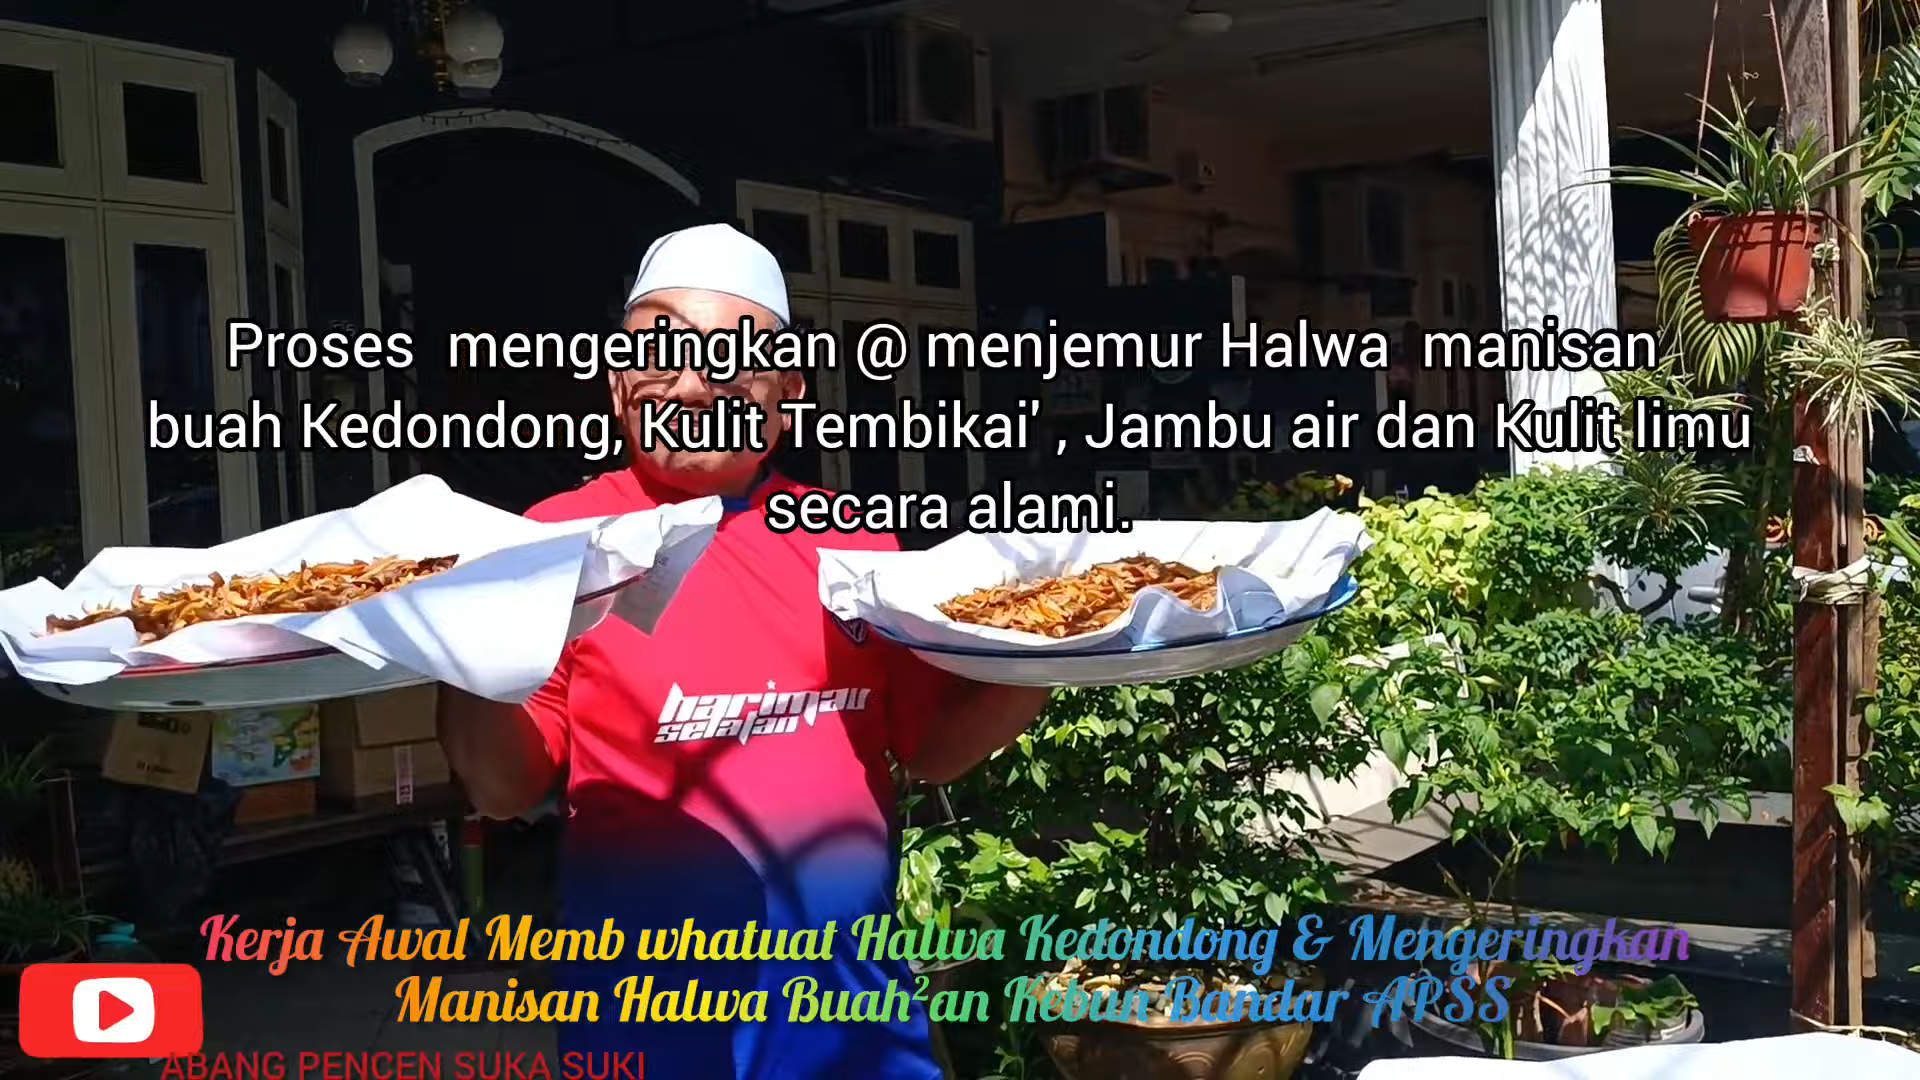 Proses mengeringkan @ menjemur Halwa manisan
buah Kedondong, Kulit Tembikai' , Jambu air dan Kulit limu
secara alami.
harimau
selatan
Kerja Awal Memb whatuat Halwa Kedondong & Mengeringkan
Manisan Halwa Buah²an Kebun Bandar APSS
ABANG PENCEN SUKA SUKI